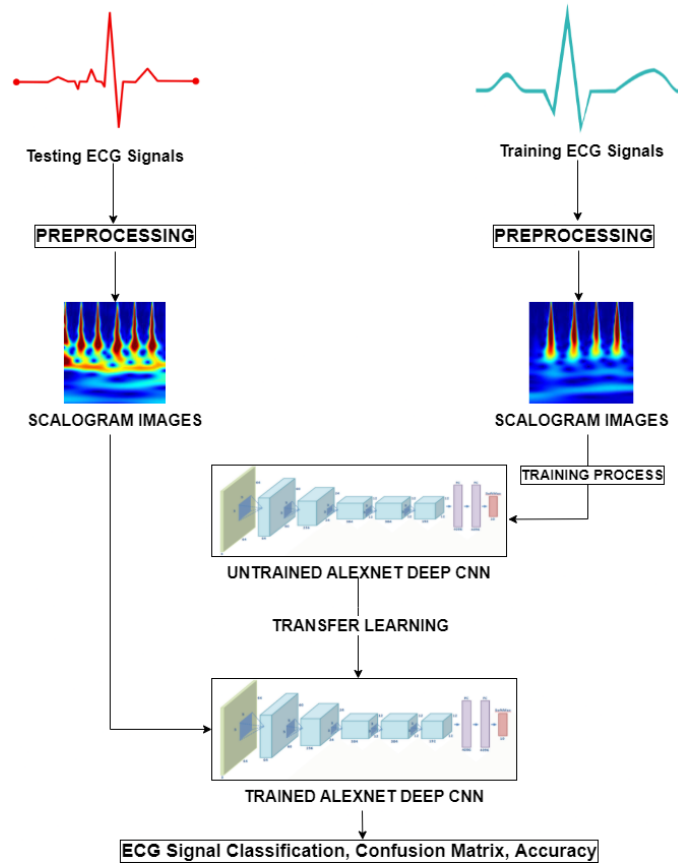 Testing ECG Signals
Training ECG Signals
PREPROCESSING
PREPROCESSING
SCALOGRAM IMAGES
SCALOGRAM IMAGES
TRAINING PROCESS
UNTRAINED ALEXNET DEEP CNN
TRANSFER LEARNING
TRAINED ALEXNET DEEP CNN
ECG Signal Classification, Confusion Matrix, Accuracy